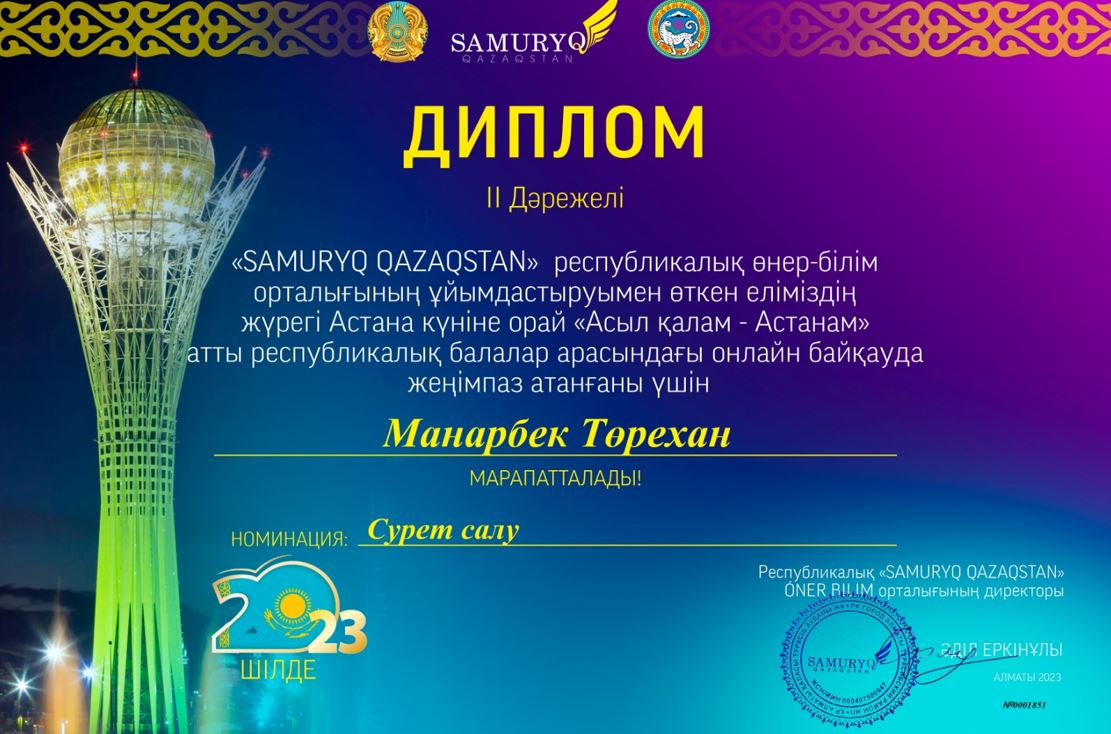 SAMURYQ
QAZAQSTAN
ДИПЛОМ
II Дәрежелі
«SAMURYQ QAZAQSTAN» республикалық өнер-білім
орталығының ұйымдастыруымен өткен еліміздің
жүрегі Астана күніне орай «Асыл қалам - Астанам»
атты республикалық балалар арасындағы онлайн байқауда
жеңімпаз атанғаны үшін
Манарбек Төрехан
МАРАПАТТАЛАДЫ!
НОМИНАЦИЯ: Сурет салу
2023
ШІЛДЕ
Республикалық «SAMURYQ QAZAQSTAN»
ÓNER BILIM орталығының директоры
SAMURYQ
QAZAQSTAN
ӘДІЛ ЕРКІНҰЛЫ
АЛМАТЫ 2023
№0001851